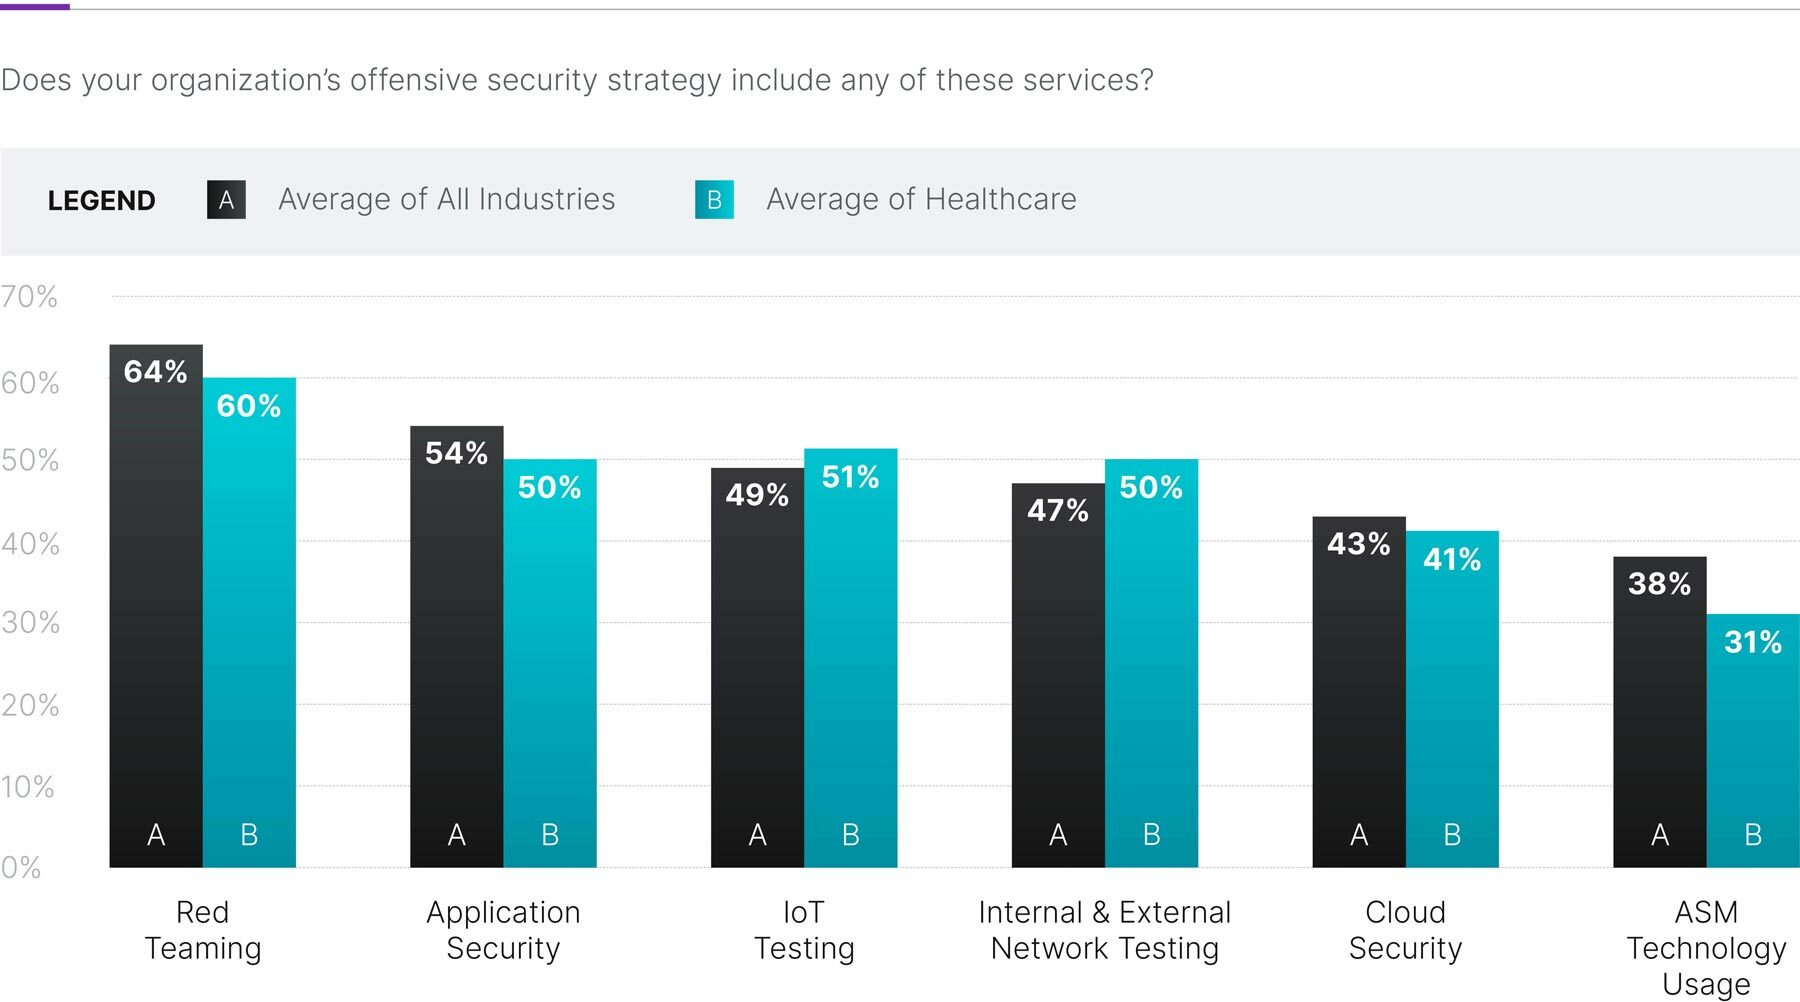 Does your organization’s offensive security strategy include any of these services?
LEGEND A Average of All Industries B Average of Healthcare
70%
60%
50%
40%
30%
20%
10%
0%
64%
60%
54%
50%
49%
51%
47%
50%
43%
41%
38%
31%
A B A B A B A B A B A B
Red
Teaming
Application
Security
IoT
Testing
Internal & External
Network Testing
Cloud
Security
ASM
Technology
Usage